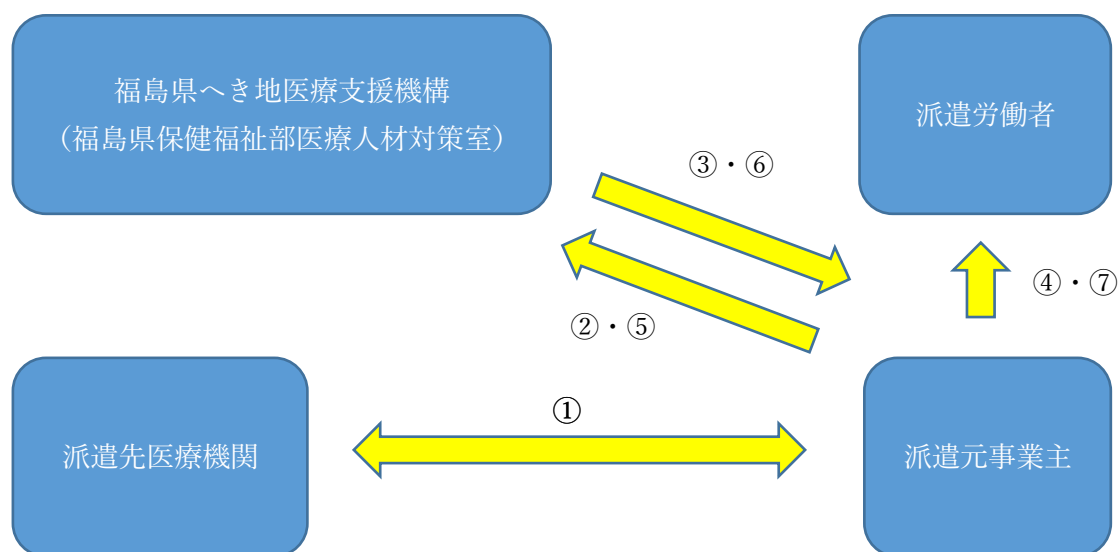 福島県へき地医療支援機構
（福島県保健福祉部医療人材対策室）
派遣労働者
③・⑥
④・⑦
②・⑤
①
派遣先医療機関
派遣元事業主